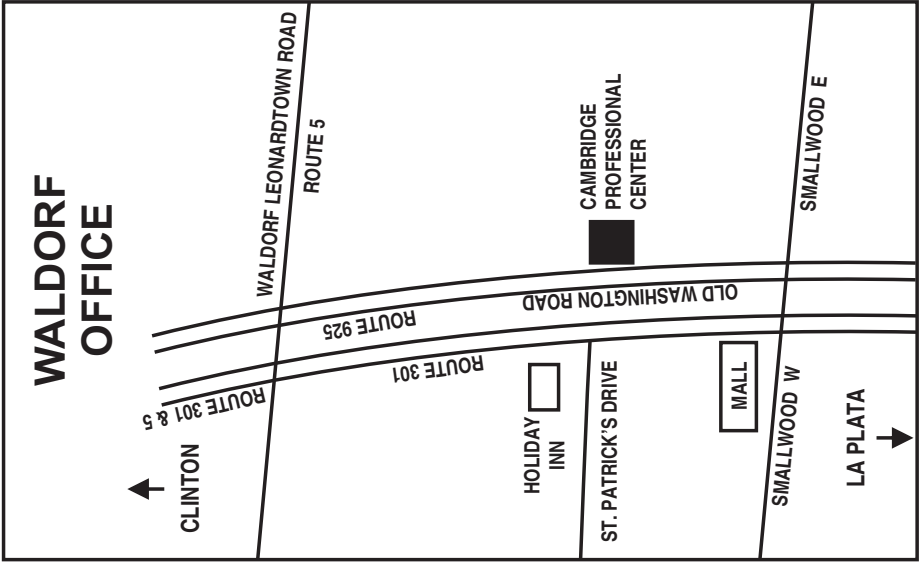 WALDORF
OFFICE
WALDORF LEONARDTOWN ROAD
ROUTE 5
CAMBRIDGE
PROFESSIONAL
CENTER
SMALLWOOD E
ROUTE 925
OLD WASHINGTON ROAD
ROUTE 301 & 5
ROUTE 301
CLINTON
HOLIDAY
INN
ST. PATRICK'S DRIVE
MALL
SMALLWOOD W
LA PLATA